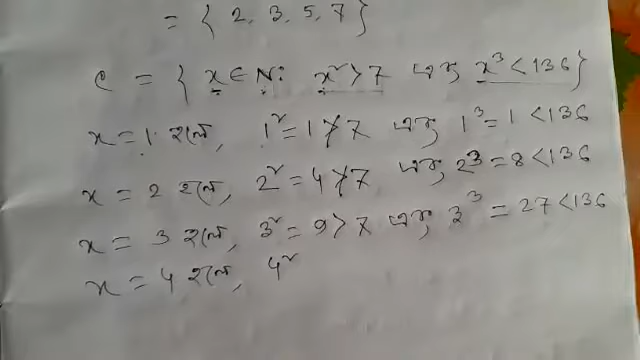 = { 2, 3, 5, 7 }
C = { x ∈ N: x² > 7 এবং x³ < 136 }
x = 1 হলে, 1² = 1 ≯ 7 এবং 1³ = 1 < 136
x = 2 হলে, 2² = 4 ≯ 7 এবং 2³ = 8 < 136
x = 3 হলে, 3² = 9 > 7 এবং 3³ = 27 < 136
x = 4 হলে, 4²